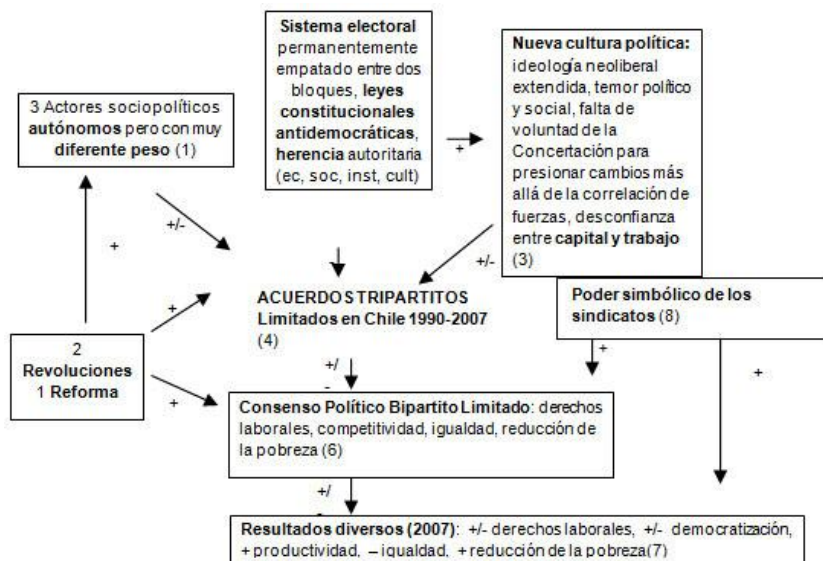 Sistema electoral
permanentemente
empatado entre dos
bloques, leyes
constitucionales
antidemocráticas,
herencia autoritaria
(ec, soc, inst, cult)
Nueva cultura política:
ideología neoliberal
extendida, temor político
y social, falta de
voluntad de la
Concertación para
presionar cambios más
allá de la correlación de
fuerzas, desconfianza
entre capital y trabajo
(3)
3 Actores sociopolíticos
autónomos pero con muy
diferente peso (1)
+
+/-
+
+/-
-
+
ACUERDOS TRIPARTITOS
Limitados en Chile 1990-2007
(4)
Poder simbólico de los
sindicatos (8)
2
Revoluciones
1 Reforma
+
+/
-
+
+
Consenso Político Bipartito Limitado: derechos
laborales, competitividad, igualdad, reducción de
la pobreza (6)
+/
-
Resultados diversos (2007): +/- derechos laborales, +/- democratización,
+ productividad, – igualdad, + reducción de la pobreza(7)